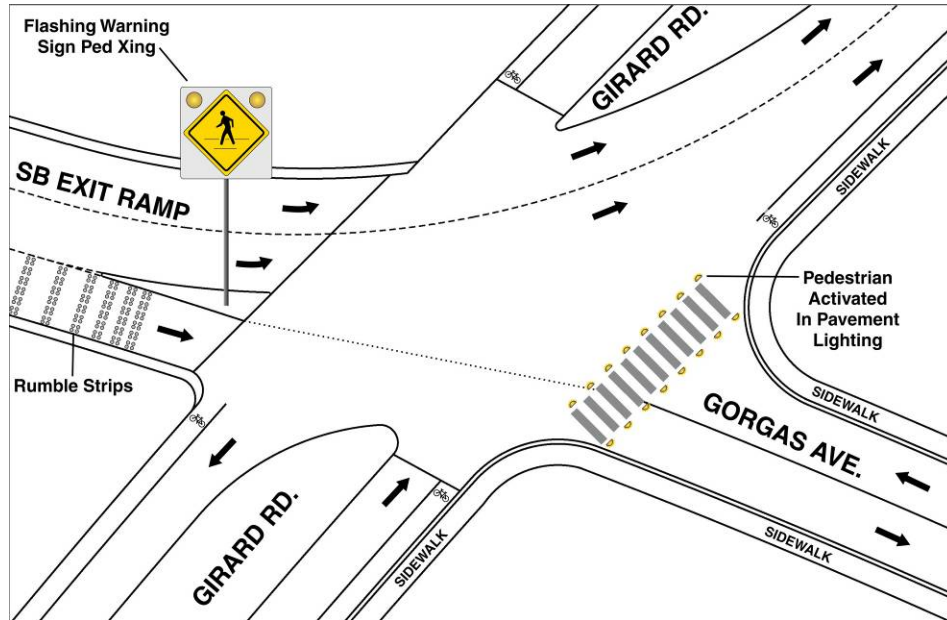 Flashing Warning
Sign Ped Xing
GIRARD RD.
SB EXIT RAMP
SIDEWALK
Pedestrian
Activated
In Pavement
Lighting
Rumble Strips
SIDEWALK
GORGAS AVE.
GIRARD RD.
SIDEWALK
SIDEWALK